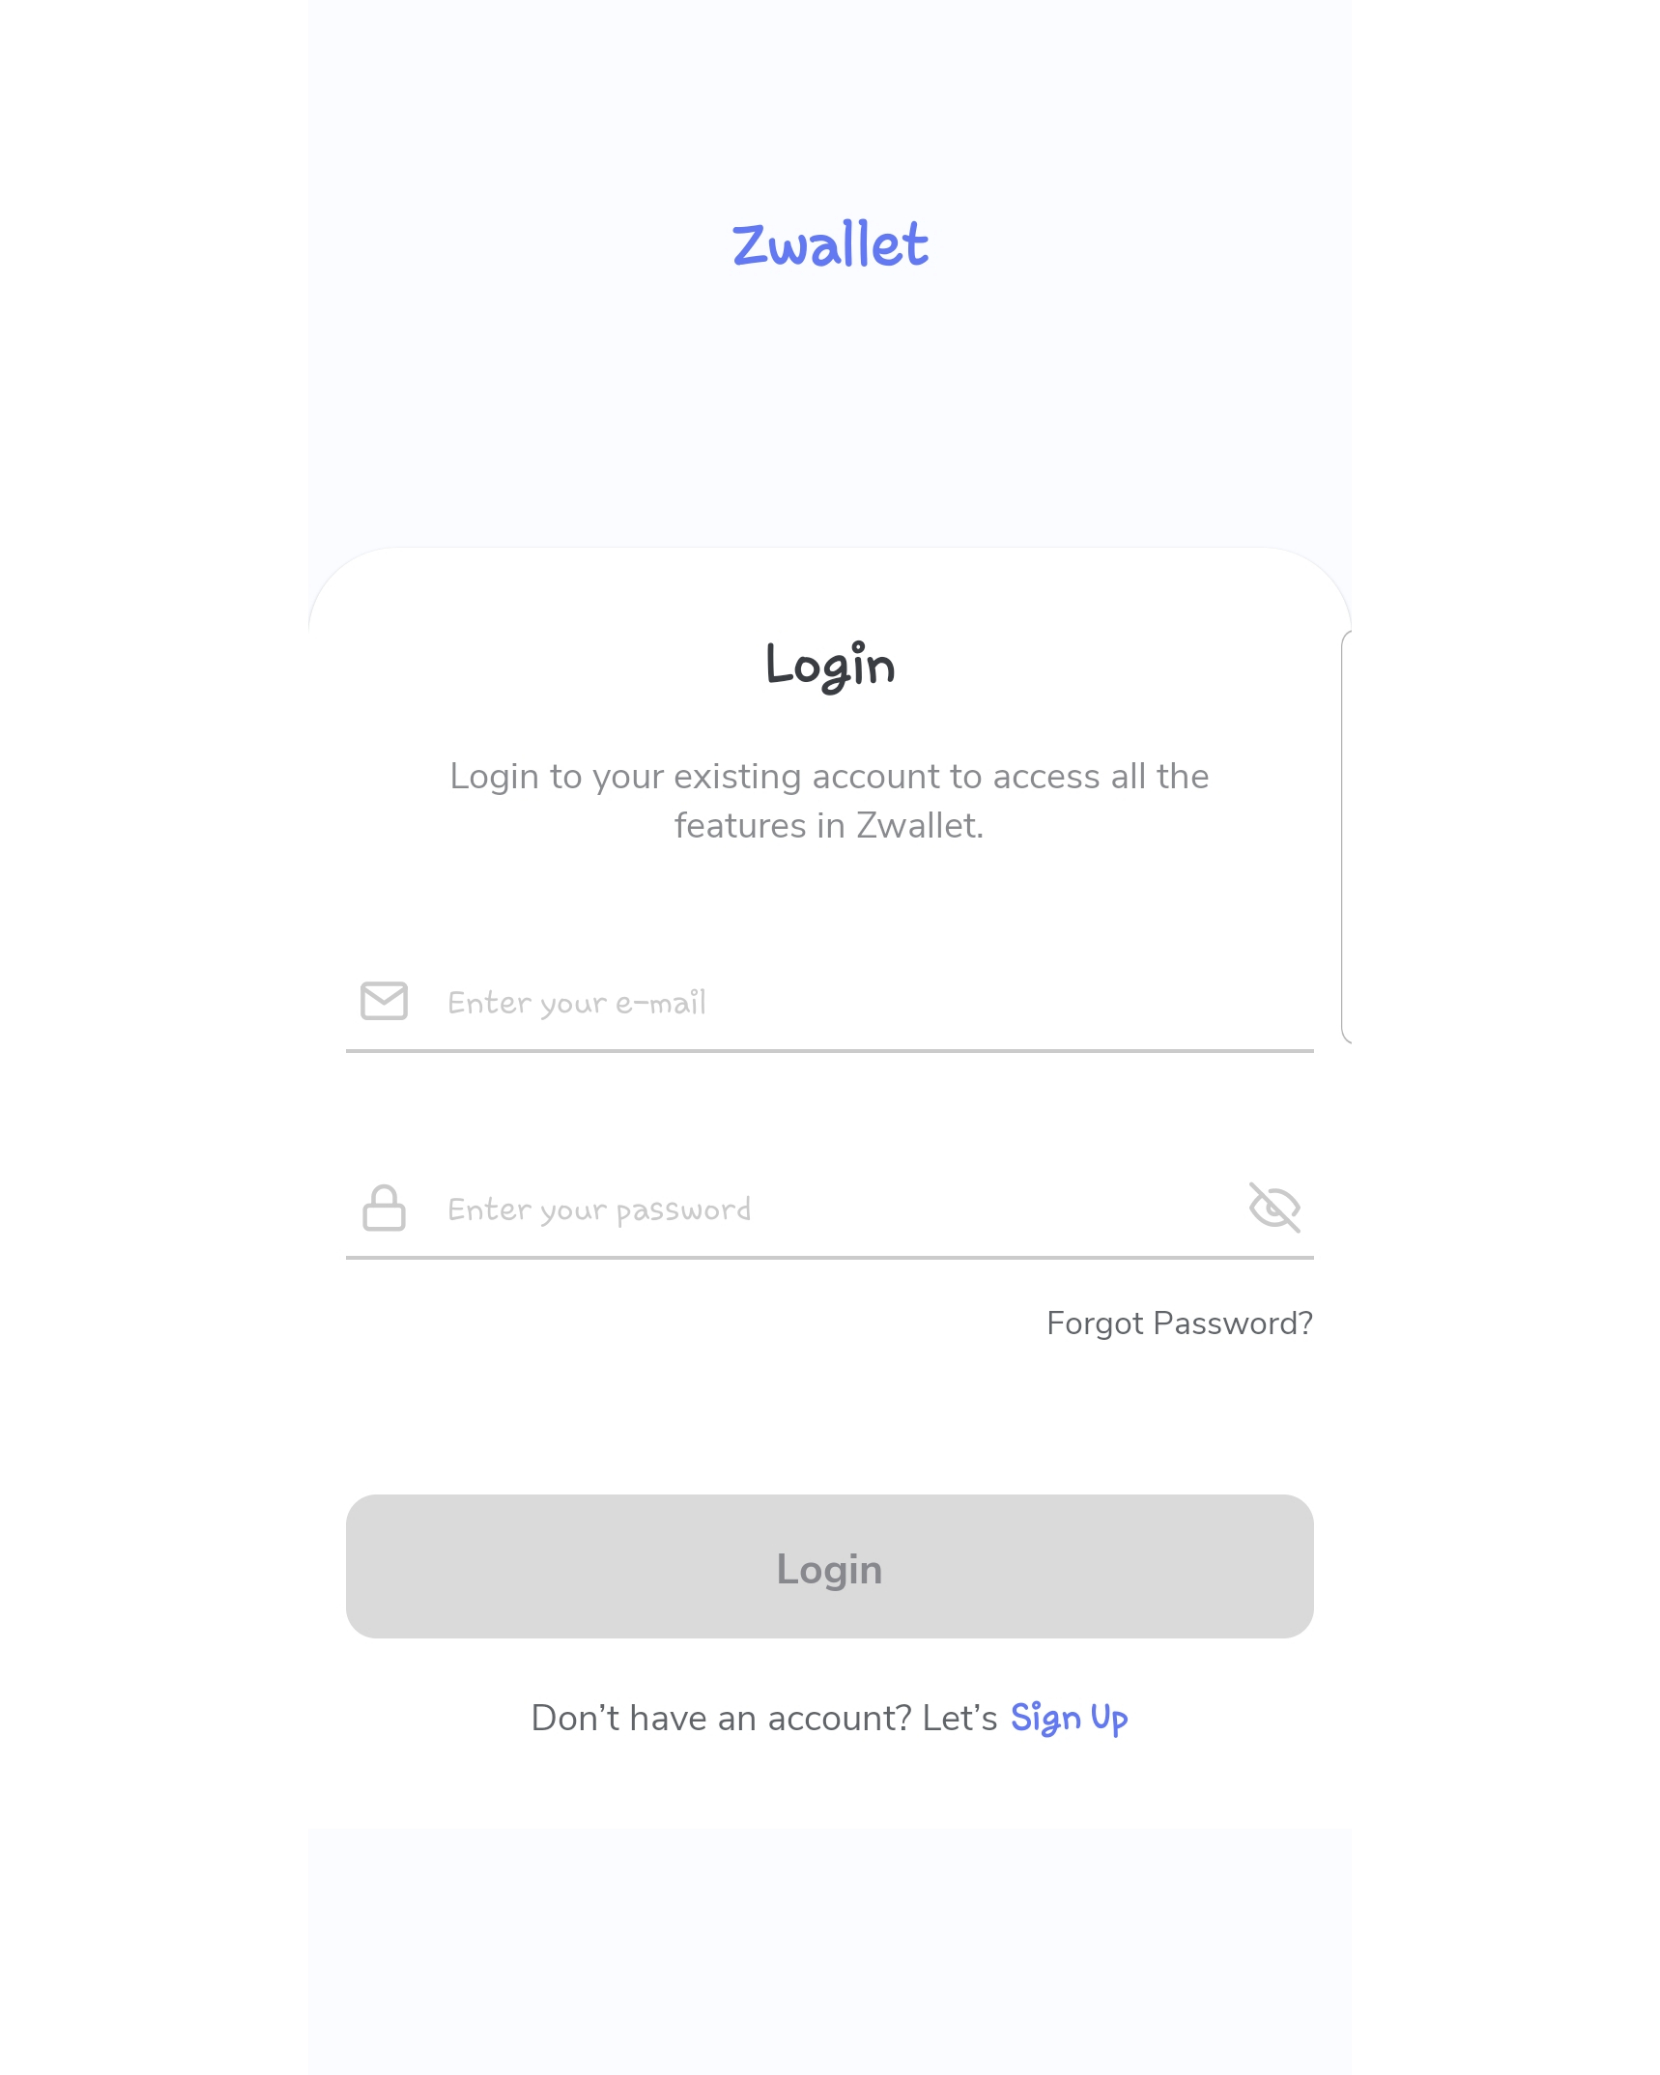 Zwallet
Login
Login to your existing account to access all the
features in Zwallet.
Enter your e-mail
Enter your password
Forgot Password?
Login
Don’t have an account? Let’s Sign Up